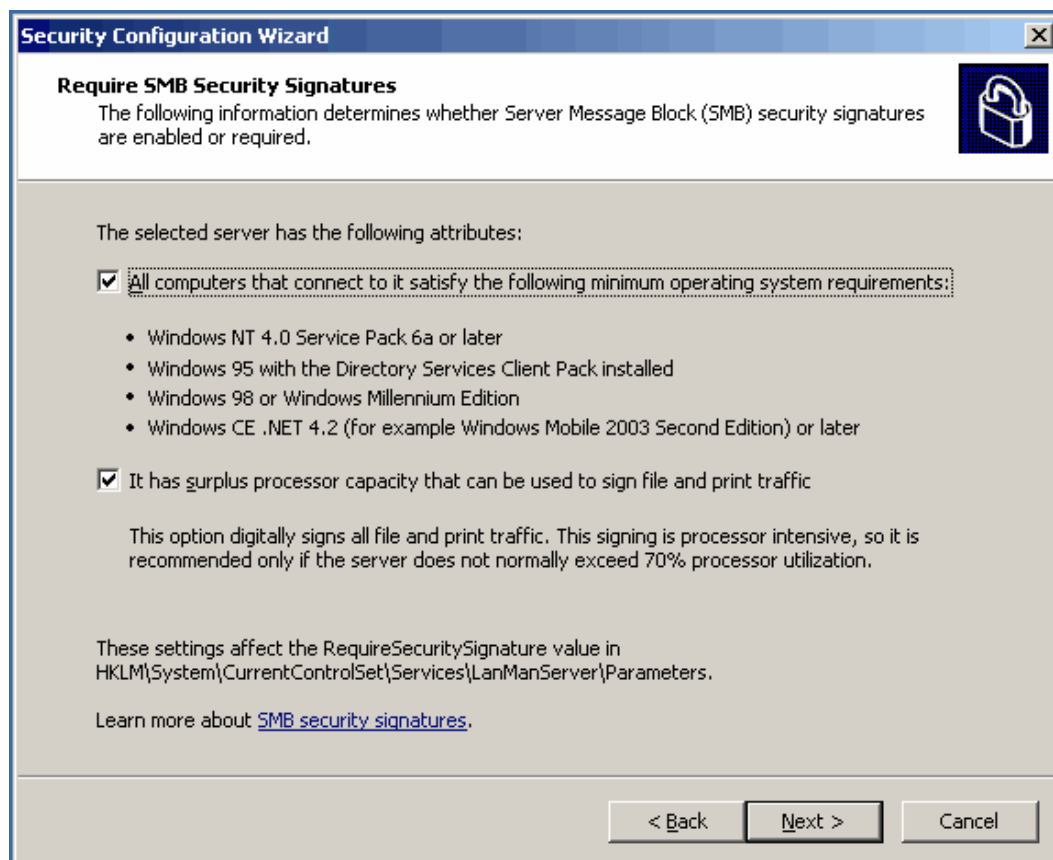 Security Configuration Wizard
Require SMB Security Signatures
The following information determines whether Server Message Block (SMB) security signatures
are enabled or required.
The selected server has the following attributes:
All computers that connect to it satisfy the following minimum operating system requirements:
• Windows NT 4.0 Service Pack 6a or later
• Windows 95 with the Directory Services Client Pack installed
• Windows 98 or Windows Millennium Edition
• Windows CE .NET 4.2 (for example Windows Mobile 2003 Second Edition) or later
It has surplus processor capacity that can be used to sign file and print traffic
This option digitally signs all file and print traffic. This signing is processor intensive, so it is
recommended only if the server does not normally exceed 70% processor utilization.
These settings affect the RequireSecuritySignature value in
HKLM\System\CurrentControlSet\Services\LanManServer\Parameters.
Learn more about SMB security signatures.
< Back Next > Cancel